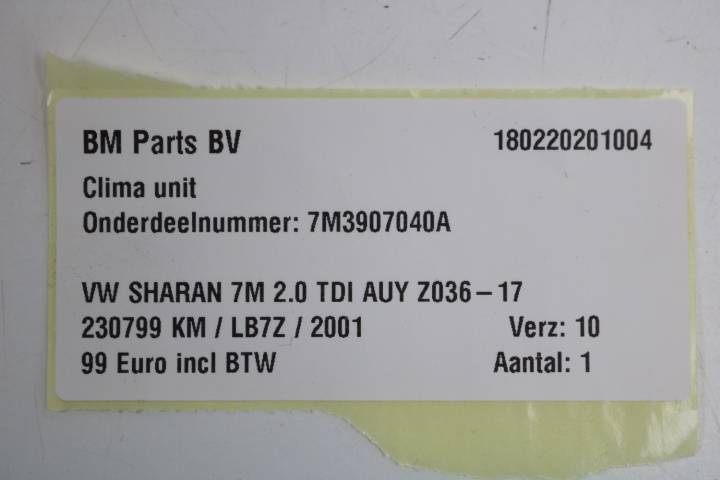 BM Parts BV 180220201004
Clima unit
Onderdeelnummer: 7M3907040A
VW SHARAN 7M 2.0 TDI AUY Z036-17
230799 KM / LB7Z / 2001 Verz: 10
99 Euro incl BTW Aantal: 1